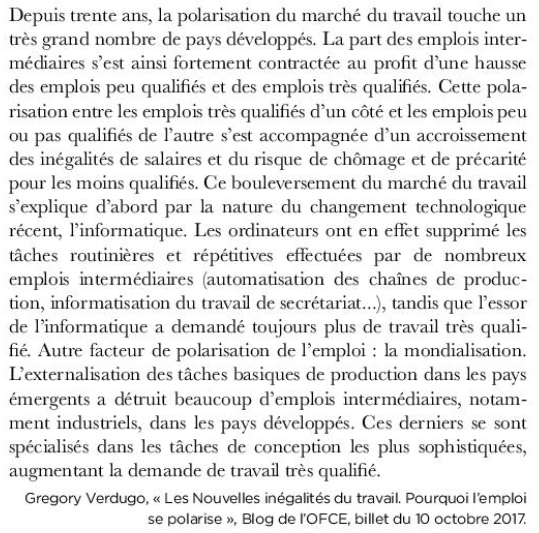 Depuis trente ans, la polarisation du marché du travail touche un
très grand nombre de pays développés. La part des emplois inter-
médiaires s'est ainsi fortement contractée au profit d'une hausse
des emplois peu qualifiés et des emplois très qualifiés. Cette pola-
risation entre les emplois très qualifiés d'un côté et les emplois peu
ou pas qualifiés de l'autre s'est accompagnée d'un accroissement
des inégalités de salaires et du risque de chômage et de précarité
pour les moins qualifiés. Ce bouleversement du marché du travail
s'explique d'abord par la nature du changement technologique
récent, l'informatique. Les ordinateurs ont en effet supprimé les
tâches routinières et répétitives effectuées par de nombreux
emplois intermédiaires (automatisation des chaînes de produc-
tion, informatisation du travail de secrétariat...), tandis que l'essor
de l'informatique a demandé toujours plus de travail très quali-
fié. Autre facteur de polarisation de l'emploi : la mondialisation.
L'externalisation des tâches basiques de production dans les pays
émergents a détruit beaucoup d'emplois intermédiaires, notam-
ment industriels, dans les pays développés. Ces derniers se sont
spécialisés dans les tâches de conception les plus sophistiquées,
augmentant la demande de travail très qualifié.
Gregory Verdugo, « Les Nouvelles inégalités du travail. Pourquoi l'emploi
se polarise », Blog de l'OFCE, billet du 10 octobre 2017.